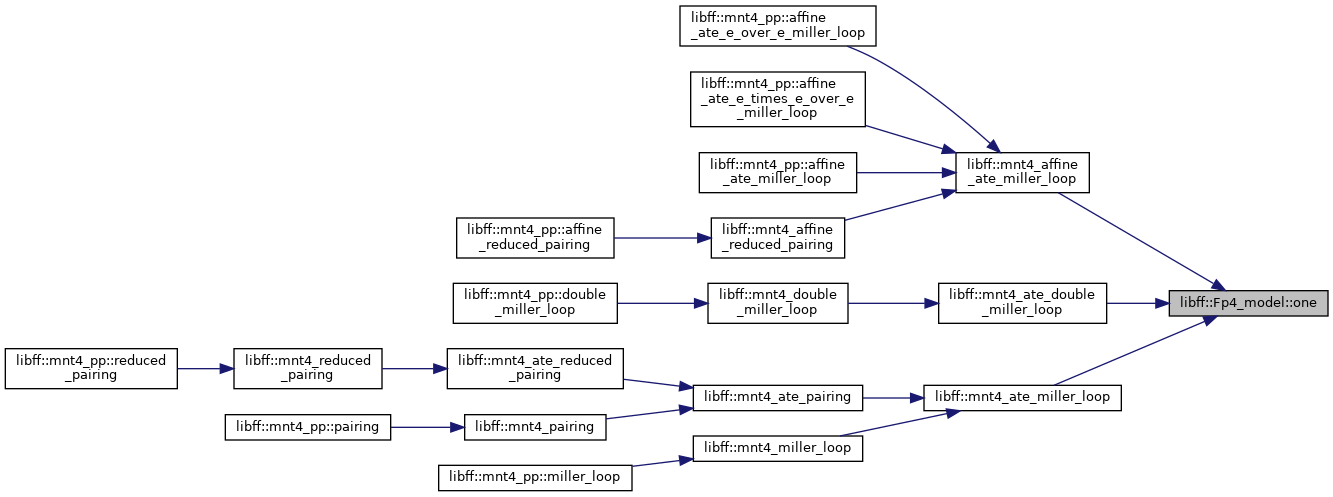 libff::mnt4_pp::affine
_ate_e_over_e_miller_loop
libff::mnt4_pp::affine
_ate_e_times_e_over_e
_miller_loop
libff::mnt4_pp::affine
_ate_miller_loop
libff::mnt4_affine
_ate_miller_loop
libff::mnt4_pp::affine
_reduced_pairing
libff::mnt4_affine
_reduced_pairing
libff::mnt4_pp::double
_miller_loop
libff::mnt4_double
_miller_loop
libff::mnt4_ate_double
_miller_loop
libff::Fp4_model::one
libff::mnt4_pp::reduced
_pairing
libff::mnt4_reduced
_pairing
libff::mnt4_ate_reduced
_pairing
libff::mnt4_ate_pairing
libff::mnt4_ate_miller_loop
libff::mnt4_pp::pairing
libff::mnt4_pairing
libff::mnt4_miller_loop
libff::mnt4_pp::miller_loop